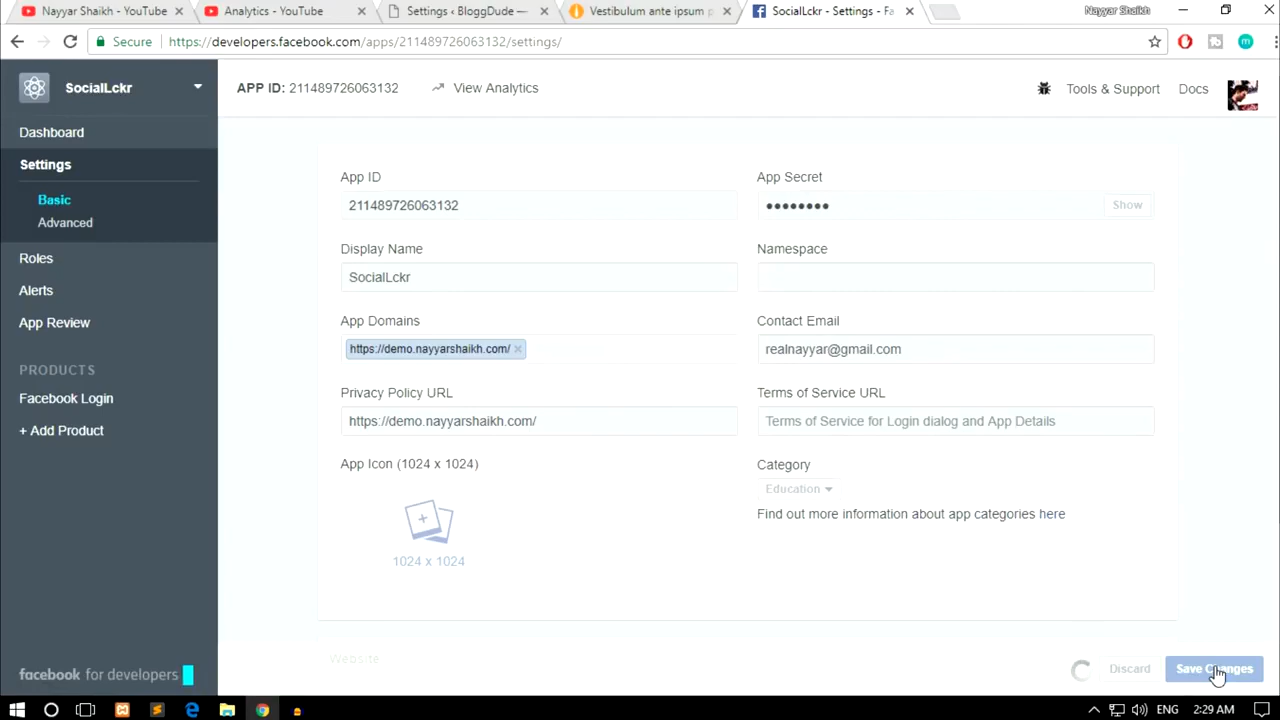 Nayyar Shaikh - YouTube
Analytics - YouTube
Settings ‹ BloggDude —
Vestibulum ante ipsum p
SocialLckr - Settings - Fa
Nayyar Shaikh
Secure
https://developers.facebook.com/apps/211489726063132/settings/
SocialLckr
APP ID: 211489726063132
View Analytics
Tools & Support
Docs
Dashboard
Settings
Basic
Advanced
Roles
Alerts
App Review
PRODUCTS
Facebook Login
+ Add Product
facebook for developers
App ID
App Secret
211489726063132
••••••••
Show
Display Name
Namespace
SocialLckr
App Domains
Contact Email
https://demo.nayyarshaikh.com/ ×
realnayyar@gmail.com
Privacy Policy URL
Terms of Service URL
https://demo.nayyarshaikh.com/
Terms of Service for Login dialog and App Details
App Icon (1024 x 1024)
Category
Education
Find out more information about app categories here
1024 x 1024
Website
Discard
Save Changes
ENG
2:29 AM